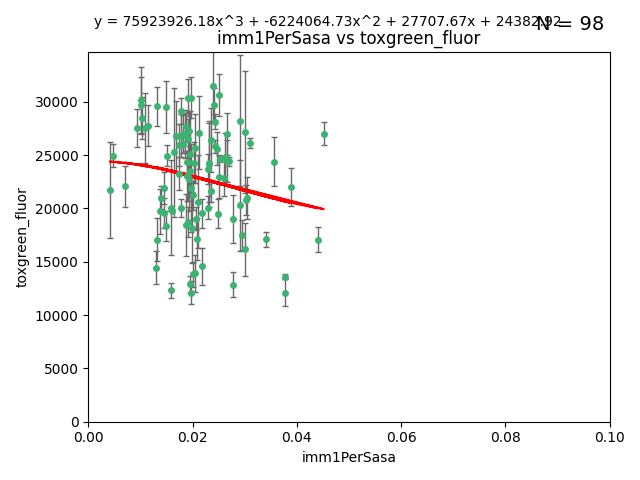 y = 75923926.18x^3 + -6224064.73x^2 + 27707.67x + 24382.92
N = 98
imm1PerSasa vs toxgreen_fluor
30000
25000
20000
15000
10000
5000
0
toxgreen_fluor
0.00 0.02 0.04 0.06 0.08 0.10
imm1PerSasa